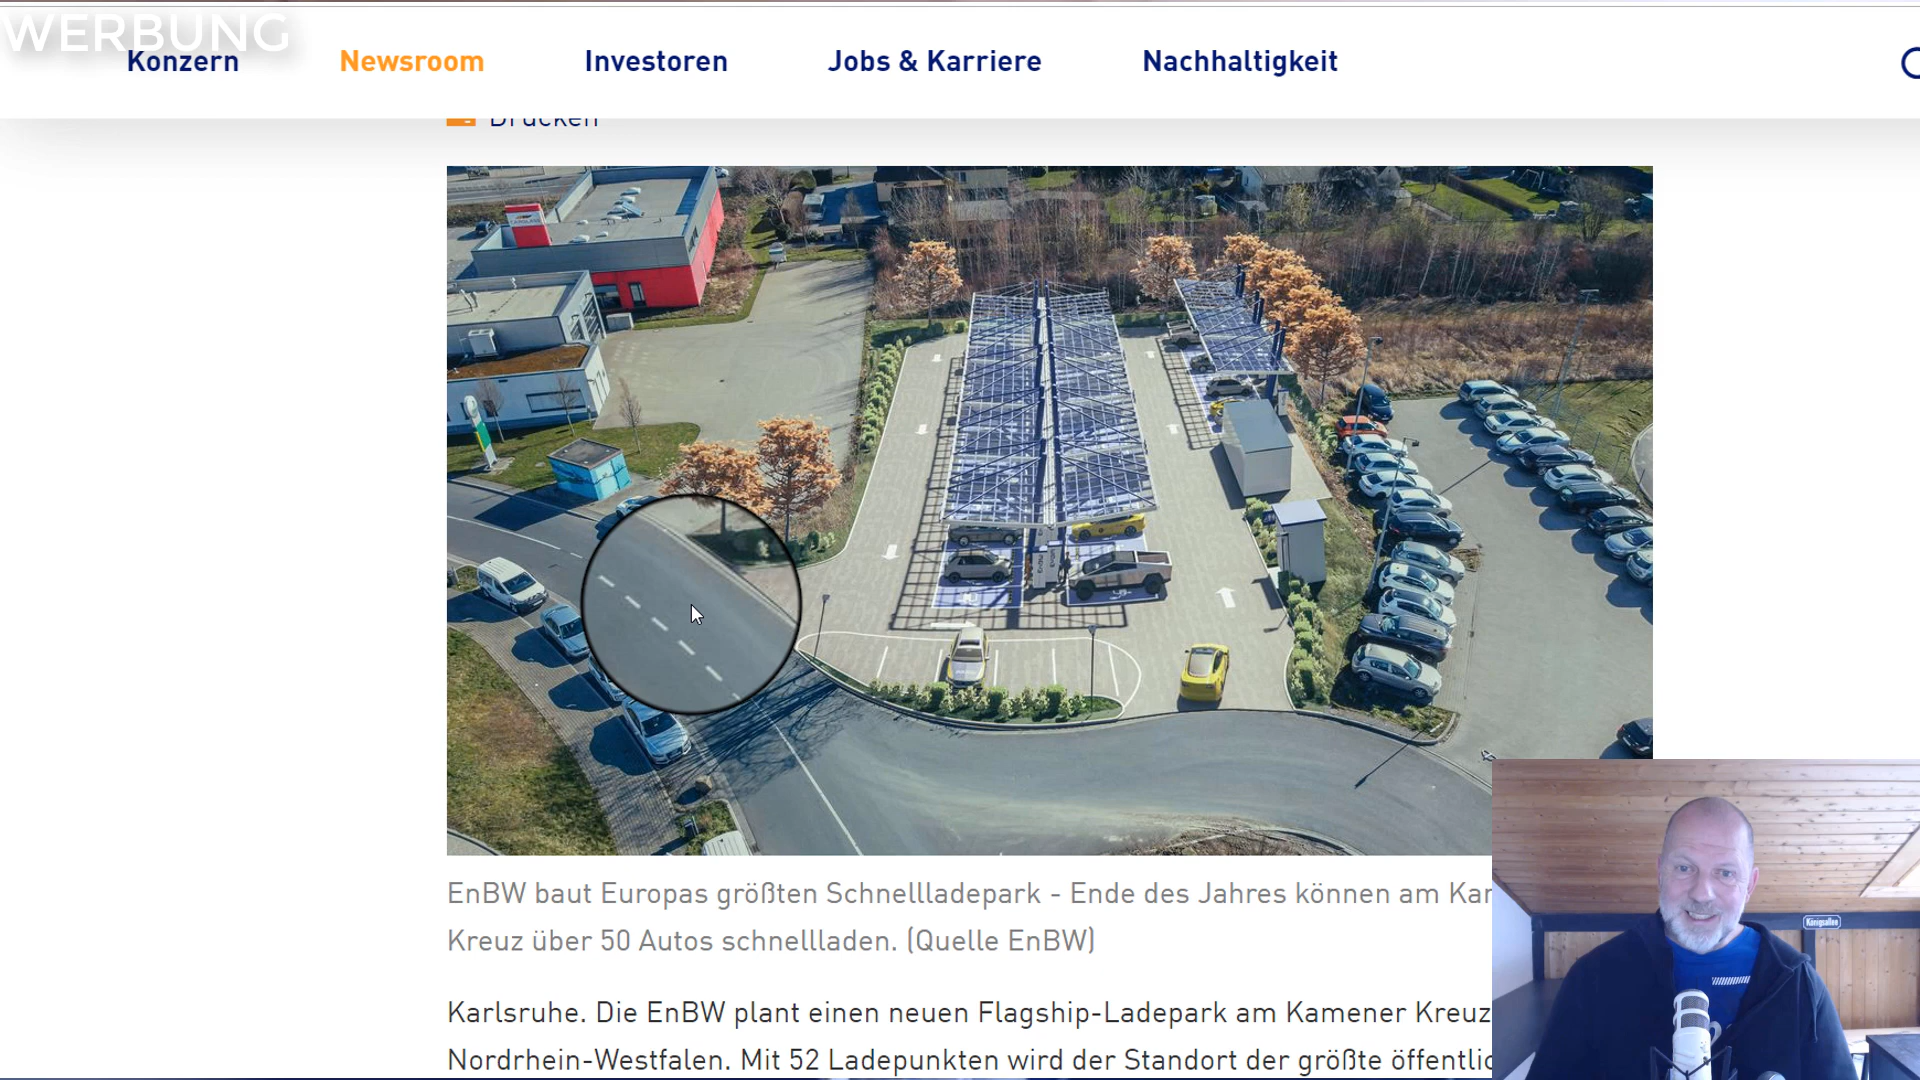 WERBUNG
Konzern Newsroom Investoren Jobs & Karriere Nachhaltigkeit
Drucken
EnBW baut Europas größten Schnellladepark - Ende des Jahres können am
Kreuz über 50 Autos schnellladen. (Quelle EnBW)
Karlsruhe. Die EnBW plant einen neuen Flagship-Ladepark am Kamener Kreuz
Nordrhein-Westfalen. Mit 52 Ladepunkten wird der Standort der größte
Königsallee